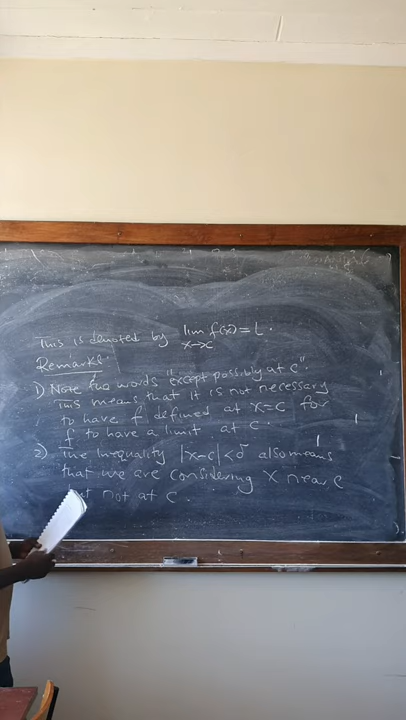 This is denoted by lim f(x) = L.
x→c
Remarks.
1) Note the words "except possibly at c".
This means that it is not necessary
to have f defined at x=c for
f to have a limit at c.
2) The inequality |x-c| < δ also means
that we are considering x near c
not at c.